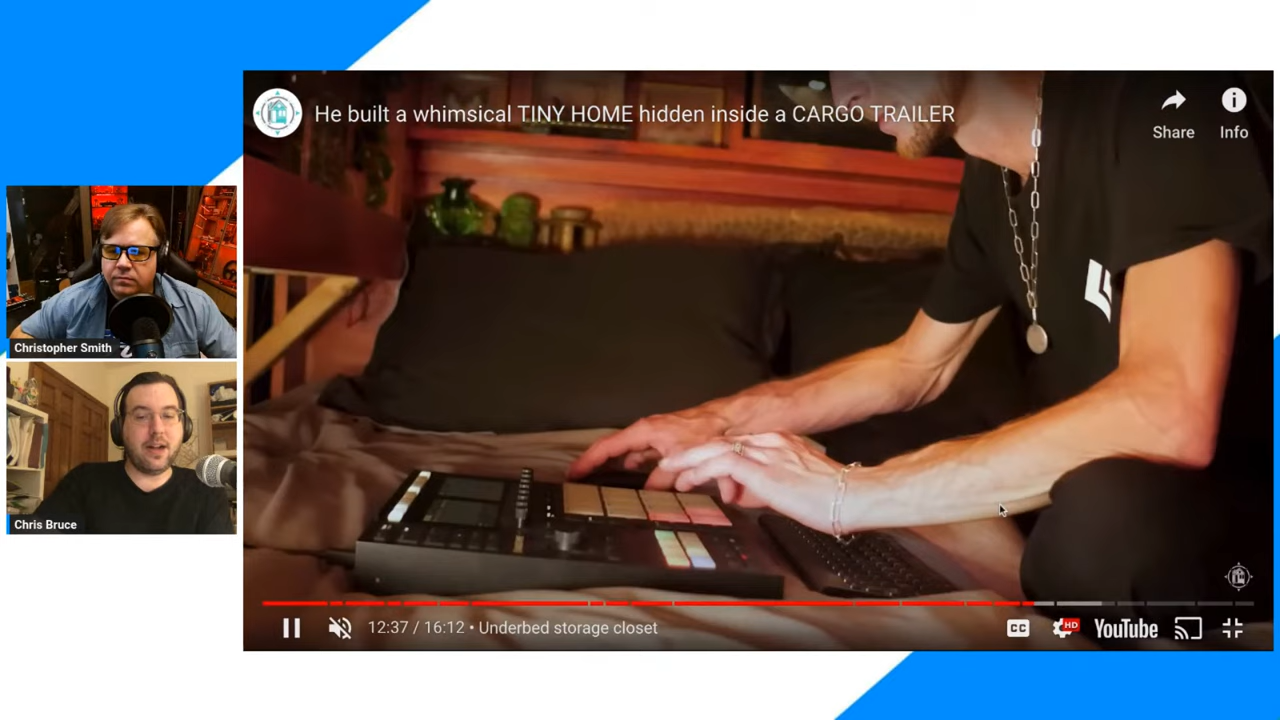 He built a whimsical TINY HOME hidden inside a CARGO TRAILER
Share
Info
Christopher Smith
Chris Bruce
12:37 / 16:12 • Underbed storage closet
CC
HD
YouTube